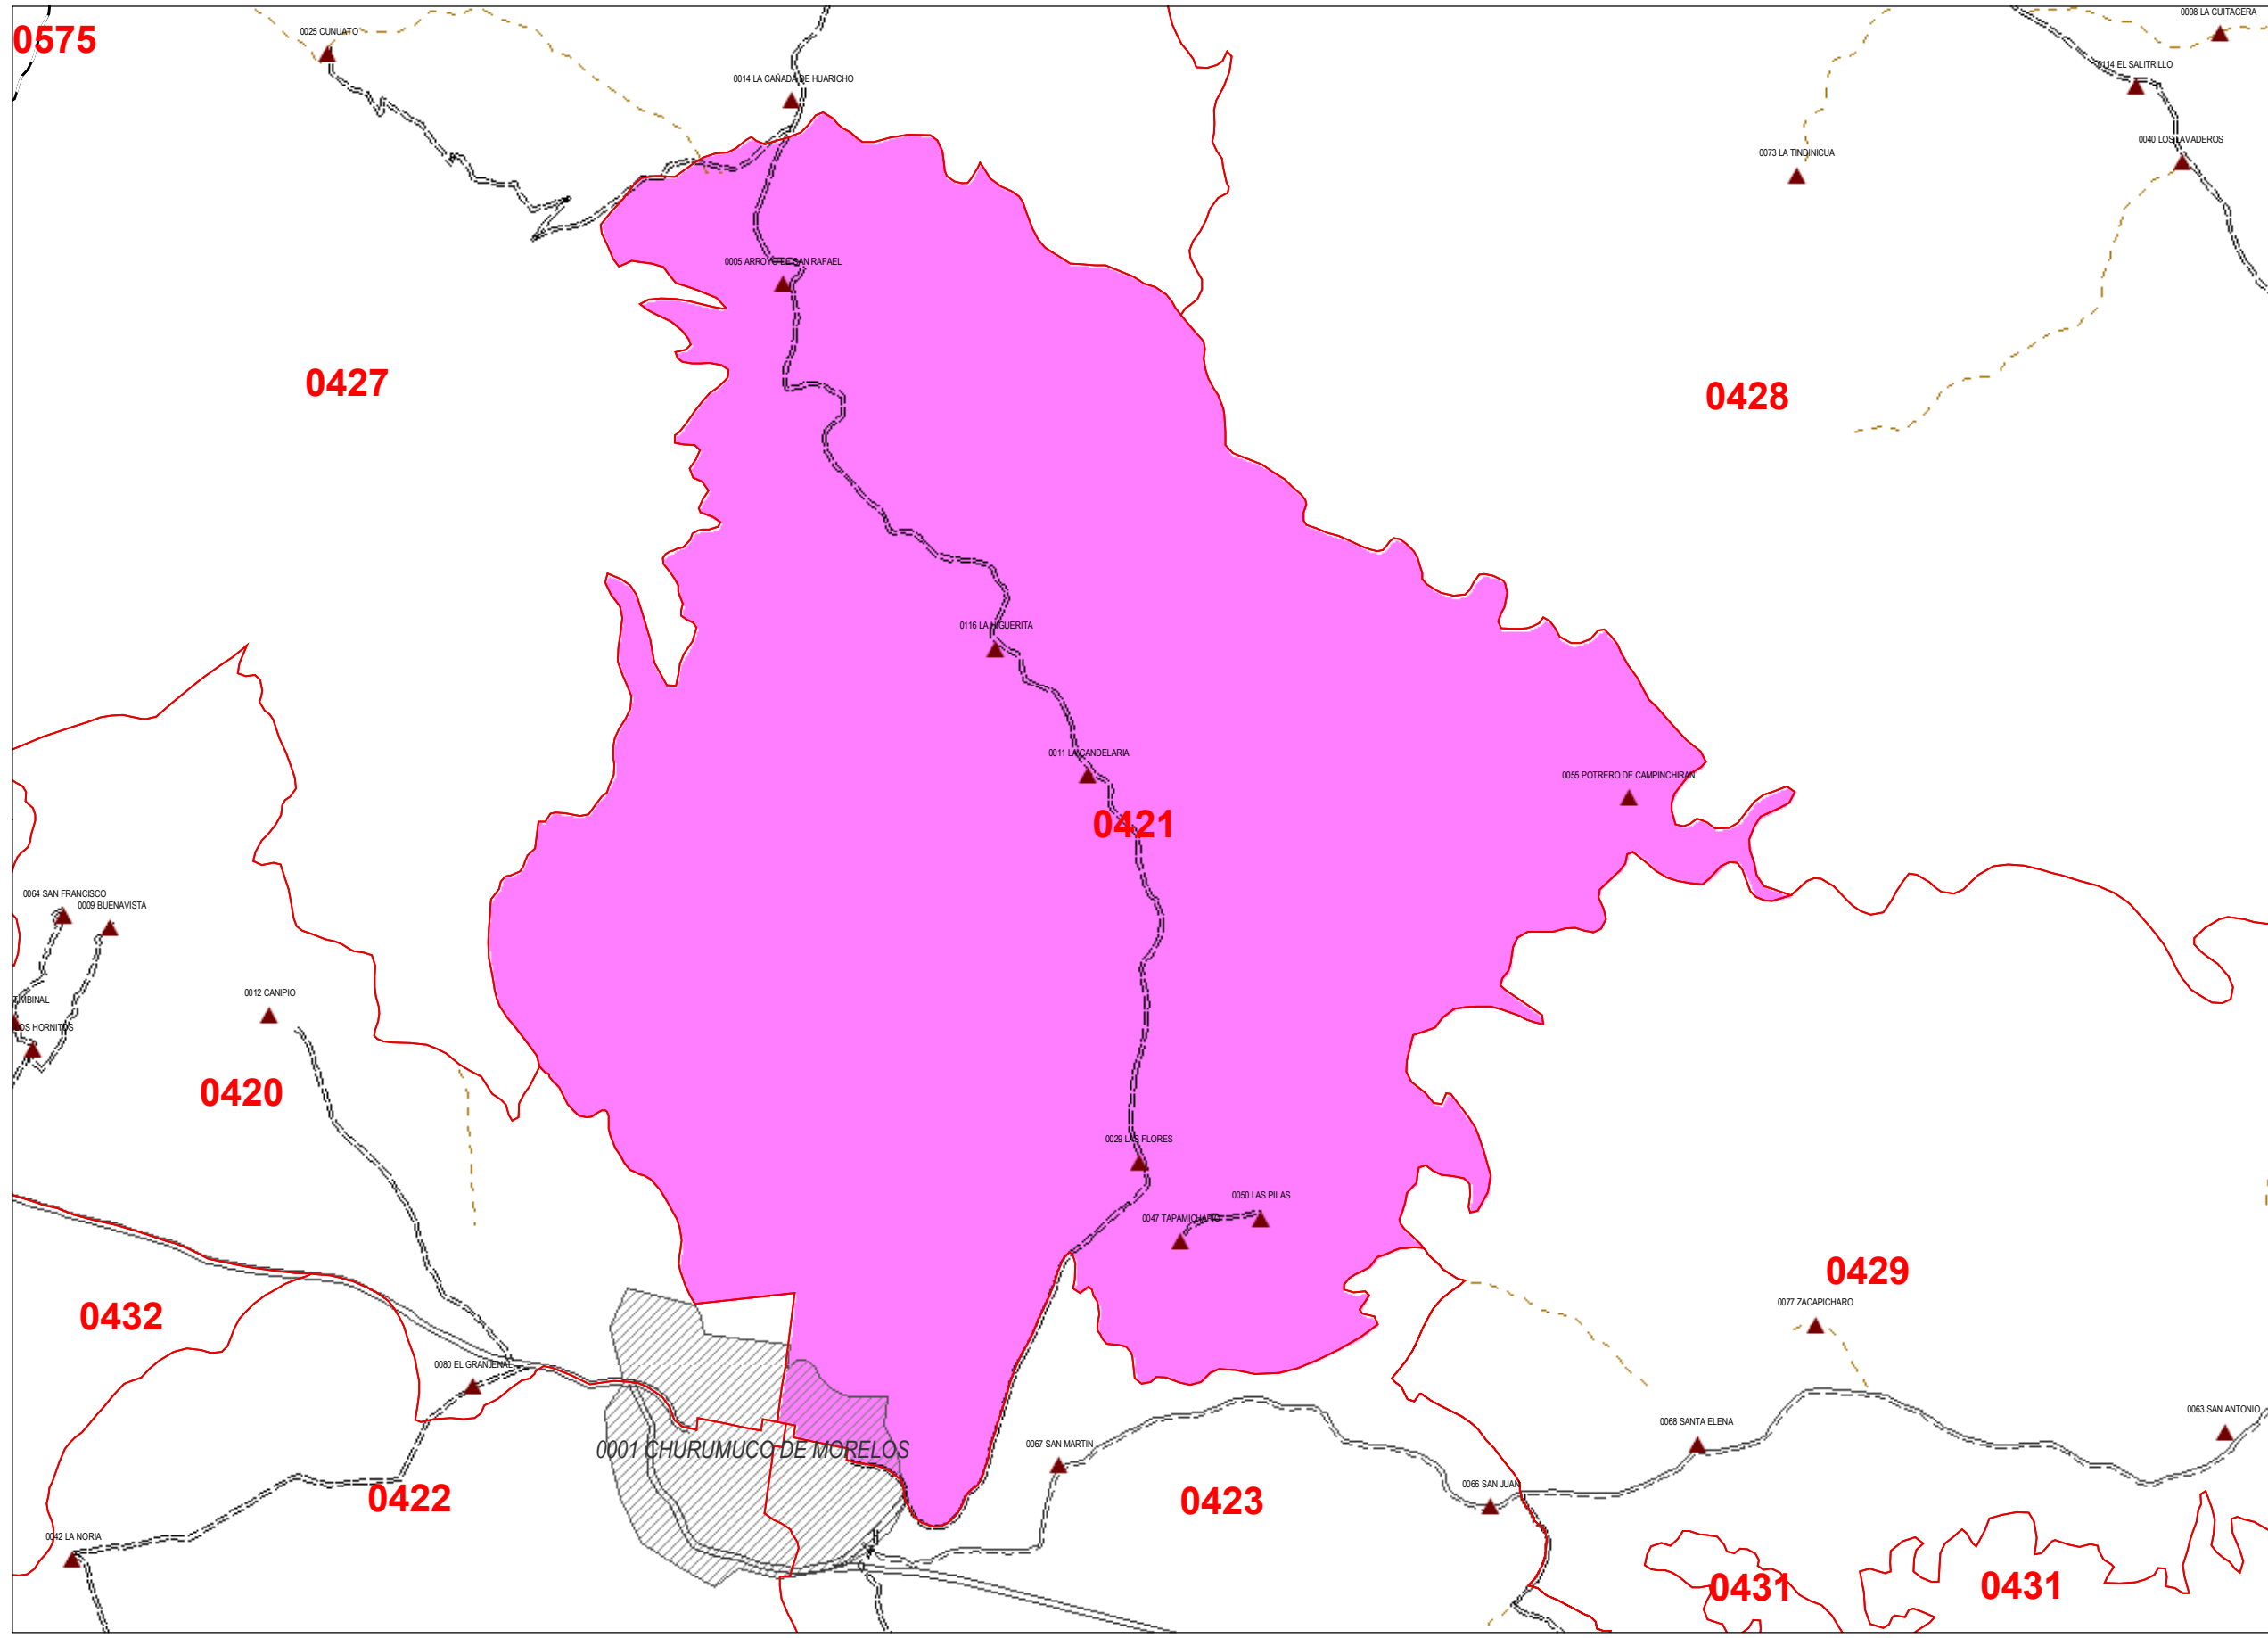 0098 LA CUITACERA
0575
0025 CUNUATO
0114 EL SALITRILLO
0014 LA CAÑADA DE HUARICHO
0040 LOS LAVADEROS
0073 LA TINDINICUA
0005 ARROYO DE SAN RAFAEL
0427
0428
0116 LA HIGUERITA
0011 LA CANDELARIA
0055 POTRERO DE CAMPINCHIRAN
0421
0064 SAN FRANCISCO
0009 BUENAVISTA
0012 CANIPIO
OS HORNITOS
0420
0029 LAS FLORES
0050 LAS PILAS
0429
0432
0077 ZACAPICHARO
0080 EL GRANJENAL
0063 SAN ANTONIO
0068 SANTA ELENA
0001 CHURUMUCO DE MORELOS
0067 SAN MARTIN
0066 SAN JUAN
0422
0423
0042 LA NORIA
0431
0431